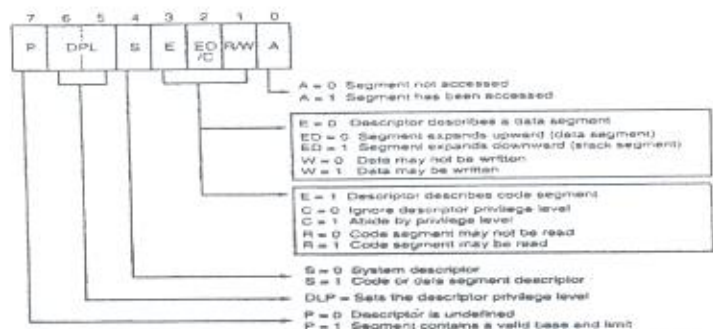 7 6 5 4 3 2 1 0
P DPL S E ED/C R/W A
A = 0 Segment not accessed
A = 1 Segment has been accessed
E = 0 Descriptor describes a data segment
ED = 0 Segment expands upward (data segment)
ED = 1 Segment expands downward (stack segment)
W = 0 Data may not be written
W = 1 Data may be written
E = 1 Descriptor describes code segment
C = 0 Ignore descriptor privilege level
C = 1 Abide by privilege level
R = 0 Code segment may not be read
R = 1 Code segment may be read
S = 0 System descriptor
S = 1 Code or data segment descriptor
DLP = Sets the descriptor privilege level
P = 0 Descriptor is undefined
P = 1 Segment contains a valid base and limit